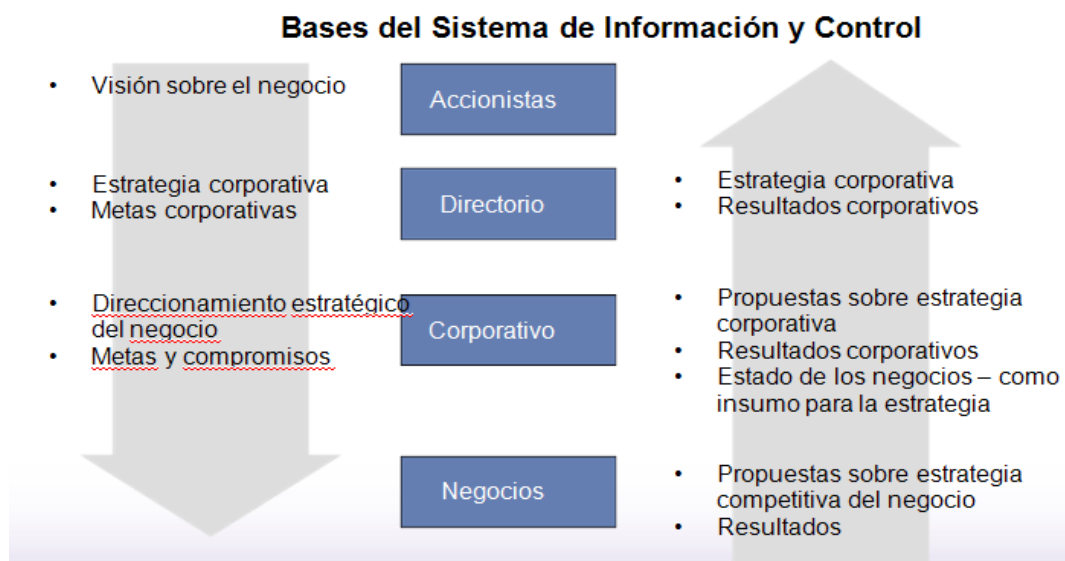 Bases del Sistema de Información y Control
• Visión sobre el negocio
Accionistas
• Estrategia corporativa
• Metas corporativas
Directorio
• Estrategia corporativa
• Resultados corporativos
• Direccionamiento estratégico
del negocio
• Metas y compromisos
Corporativo
• Propuestas sobre estrategia
corporativa
• Resultados corporativos
• Estado de los negocios – como
insumo para la estrategia
Negocios
• Propuestas sobre estrategia
competitiva del negocio
• Resultados